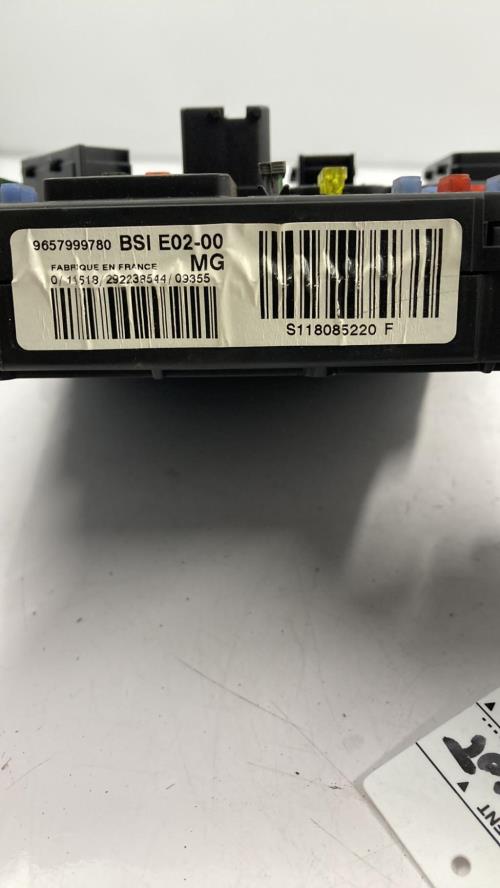 9657999780 BSI E02-00
MG
FABRIQUE EN FRANCE
0/11518/292238544/09355
S118085220 F